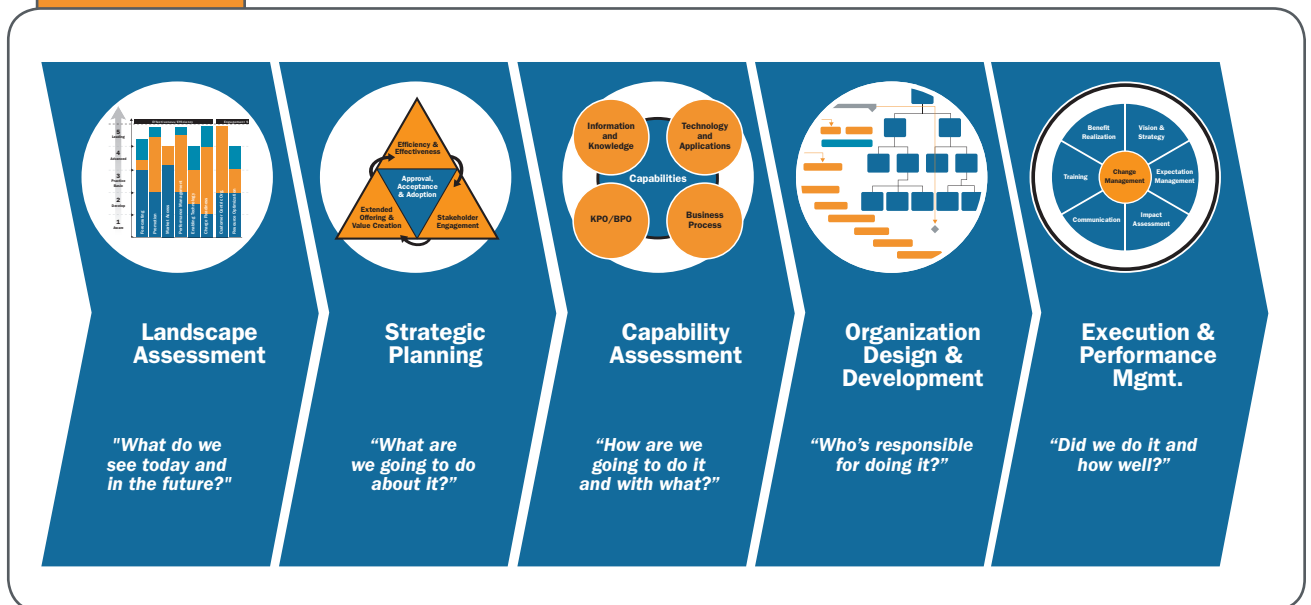 Effectiveness/Efficiency
5
Leading
4
Advanced
3
Practice
Basic
2
Develop
1
Aware
Promotion
Market Access
Efficiency &
Effectiveness
Approval,
Acceptance
& Adoption
Extended
Offering &
Value Creation
Stakeholder
Engagement
Information
and
Knowledge
Technology
and
Applications
Capabilities
KPO/BPO
Business
Process
Benefit
Realization
Vision &
Strategy
Training
Change
Management
Expectation
Management
Communication
Impact
Assessment
Landscape
Assessment
"What do we
see today and
in the future?"
Strategic
Planning
“What are
we going to do
about it?”
Capability
Assessment
“How are we
going to do it
and with what?”
Organization
Design &
Development
“Who’s responsible
for doing it?”
Execution &
Performance
Mgmt.
“Did we do it and
how well?”